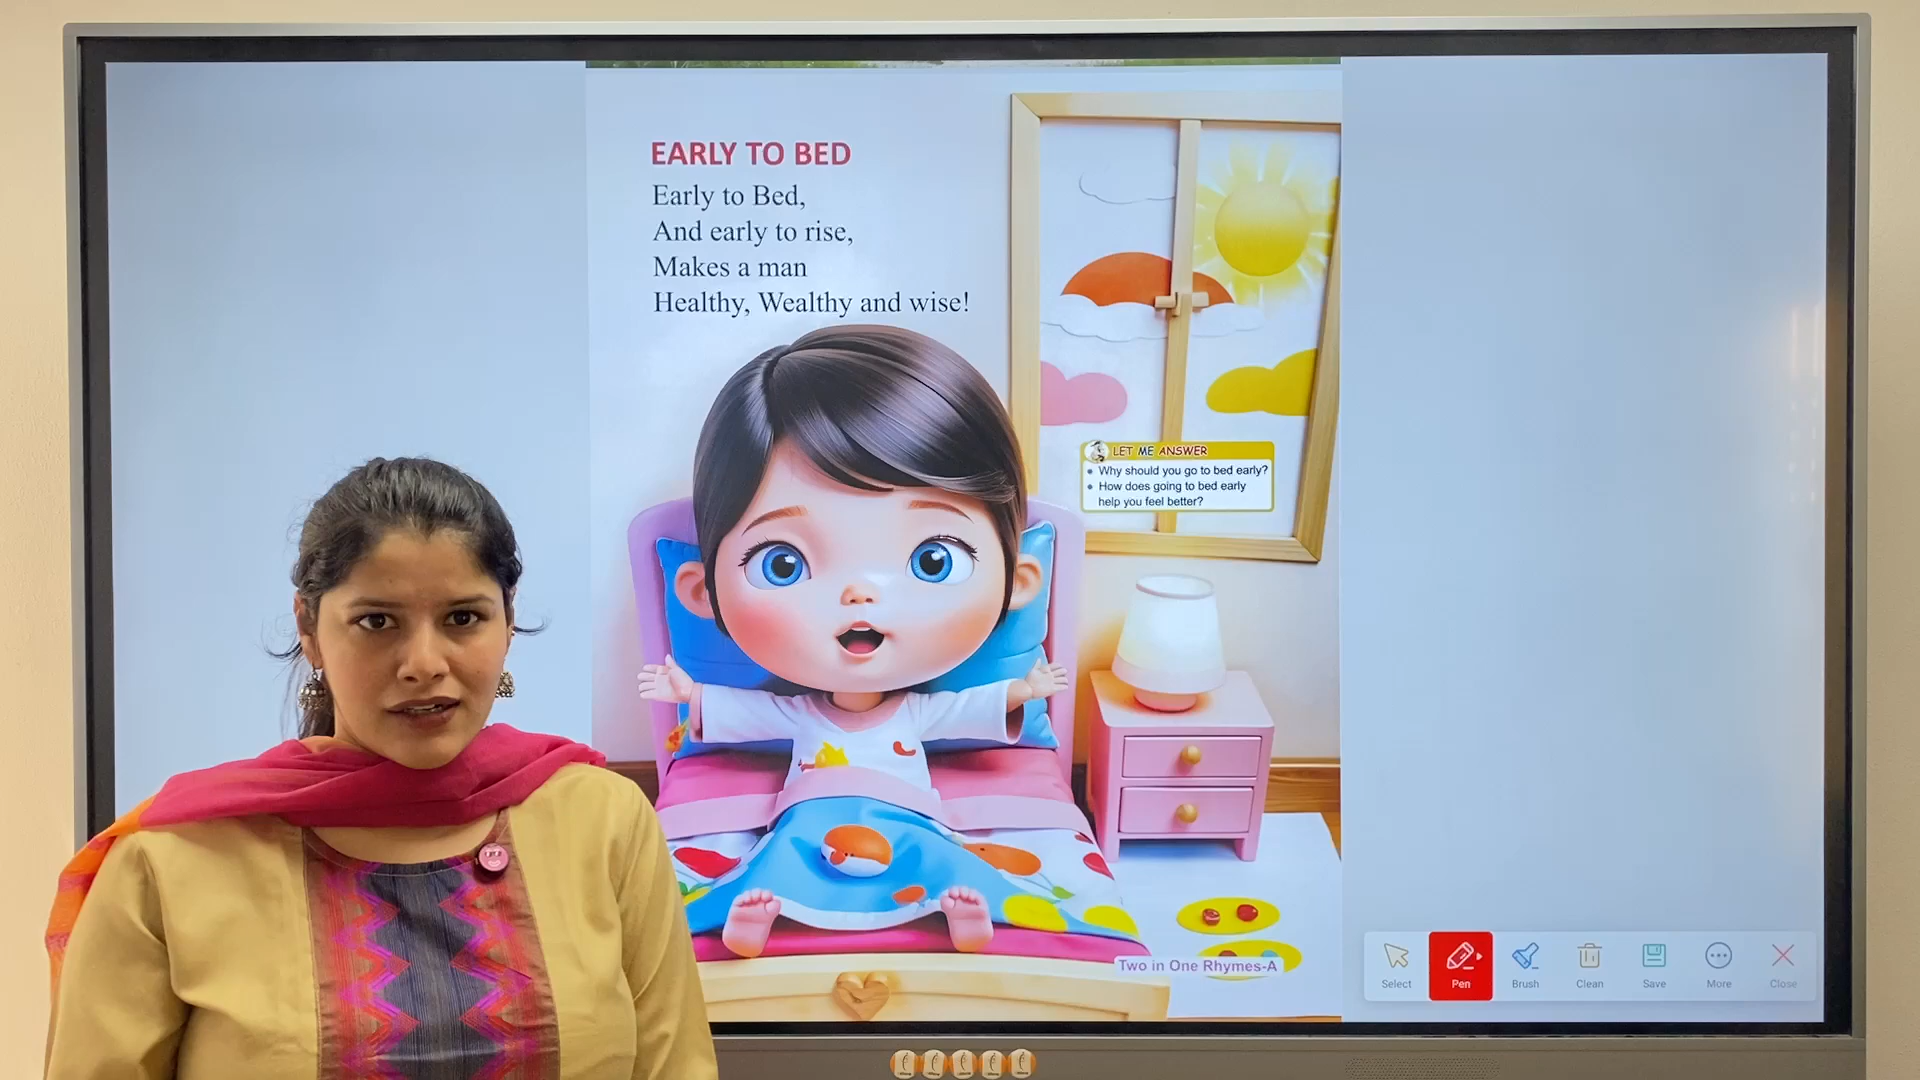 EARLY TO BED
Early to Bed,
And early to rise,
Makes a man
Healthy, Wealthy and wise!
LET ME ANSWER
• Why should you go to bed early?
• How does going to bed early
help you feel better?
Two in One Rhymes-A
Select
Pen
Brush
Clean
Save
More
Close